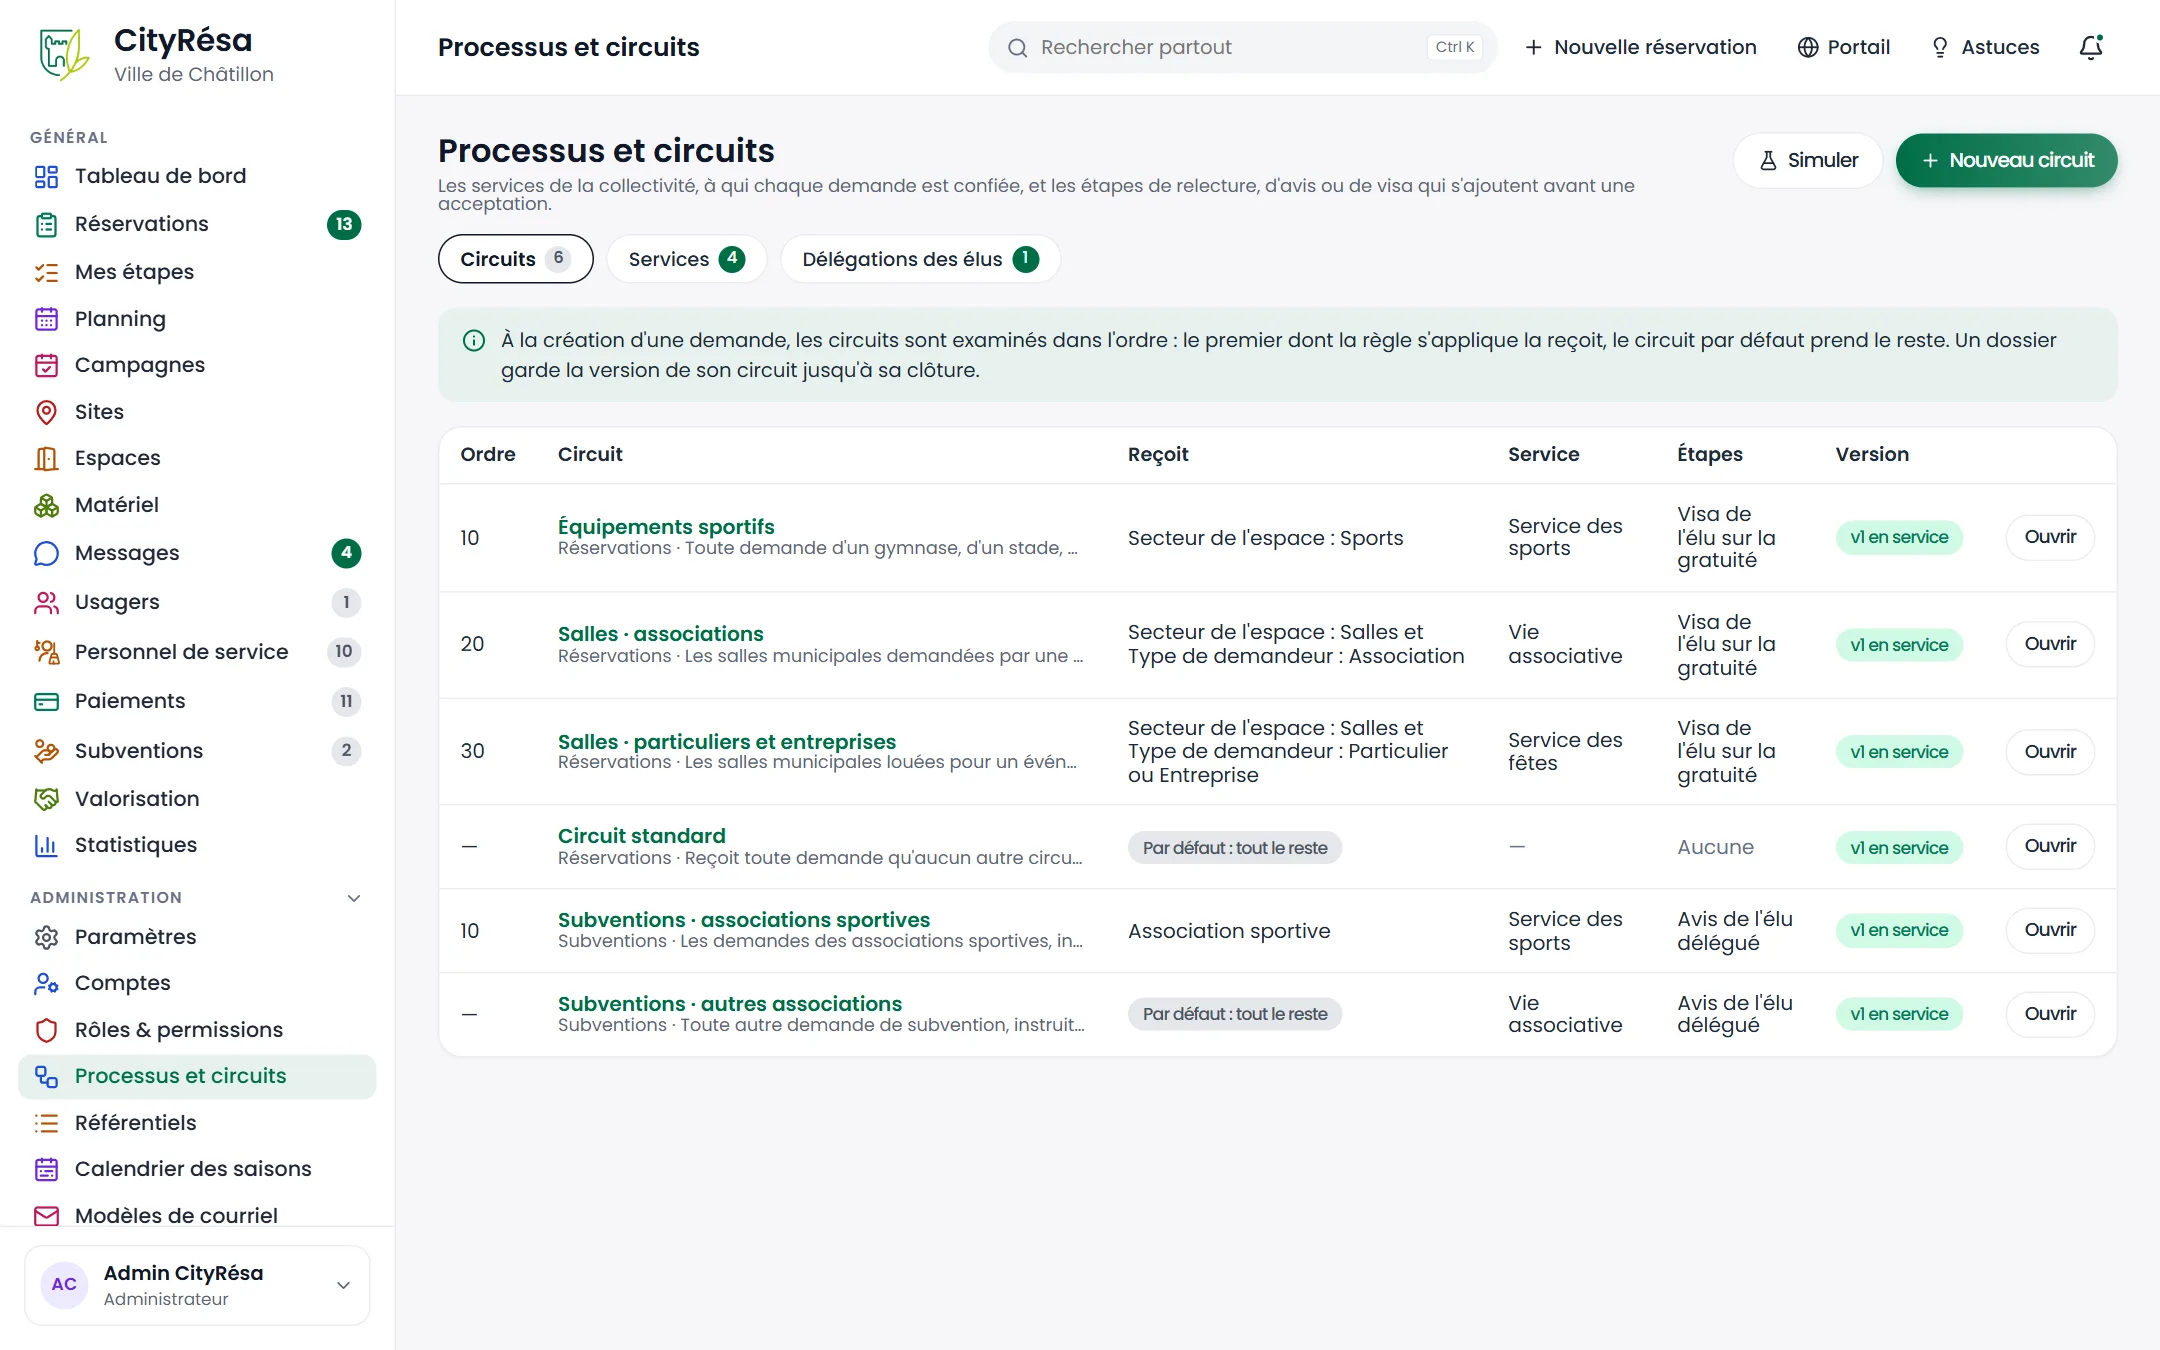 CityRésa
Ville de Châtillon
GÉNÉRAL
Tableau de bord
Réservations 13
Mes étapes
Planning
Campagnes
Sites
Espaces
Matériel
Messages 4
Usagers 1
Personnel de service 10
Paiements 11
Subventions 2
Valorisation
Statistiques
ADMINISTRATION
Paramètres
Comptes
Rôles & permissions
Processus et circuits
Référentiels
Calendrier des saisons
Modèles de courriel
AC
Admin CityRésa
Administrateur
Processus et circuits
Rechercher partout Ctrl K
Nouvelle réservation
Portail
Astuces
Processus et circuits
Les services de la collectivité, à qui chaque demande est confiée, et les étapes de relecture, d'avis ou de visa qui s'ajoutent avant une
acceptation.
Simuler
+ Nouveau circuit
Circuits 6
Services 4
Délégations des élus 1
À la création d'une demande, les circuits sont examinés dans l'ordre : le premier dont la règle s'applique la reçoit, le circuit par défaut prend le reste. Un dossier
garde la version de son circuit jusqu'à sa clôture.
Ordre Circuit Reçoit Service Étapes Version
10
Équipements sportifs
Réservations · Toute demande d'un gymnase, d'un stade, ...
Secteur de l'espace : Sports
Service des
sports
Visa de
l'élu sur la
gratuité
v1 en service
Ouvrir
20
Salles · associations
Réservations · Les salles municipales demandées par une ...
Secteur de l'espace : Salles et
Type de demandeur : Association
Vie
associative
Visa de
l'élu sur la
gratuité
v1 en service
Ouvrir
30
Salles · particuliers et entreprises
Réservations · Les salles municipales louées pour un évén...
Secteur de l'espace : Salles et
Type de demandeur : Particulier
ou Entreprise
Service des
fêtes
Visa de
l'élu sur la
gratuité
v1 en service
Ouvrir
—
Circuit standard
Réservations · Reçoit toute demande qu'aucun autre circu...
Par défaut : tout le reste
—
Aucune
v1 en service
Ouvrir
10
Subventions · associations sportives
Subventions · Les demandes des associations sportives, in...
Association sportive
Service des
sports
Avis de l'élu
délégué
v1 en service
Ouvrir
—
Subventions · autres associations
Subventions · Toute autre demande de subvention, instruit...
Par défaut : tout le reste
Vie
associative
Avis de l'élu
délégué
v1 en service
Ouvrir